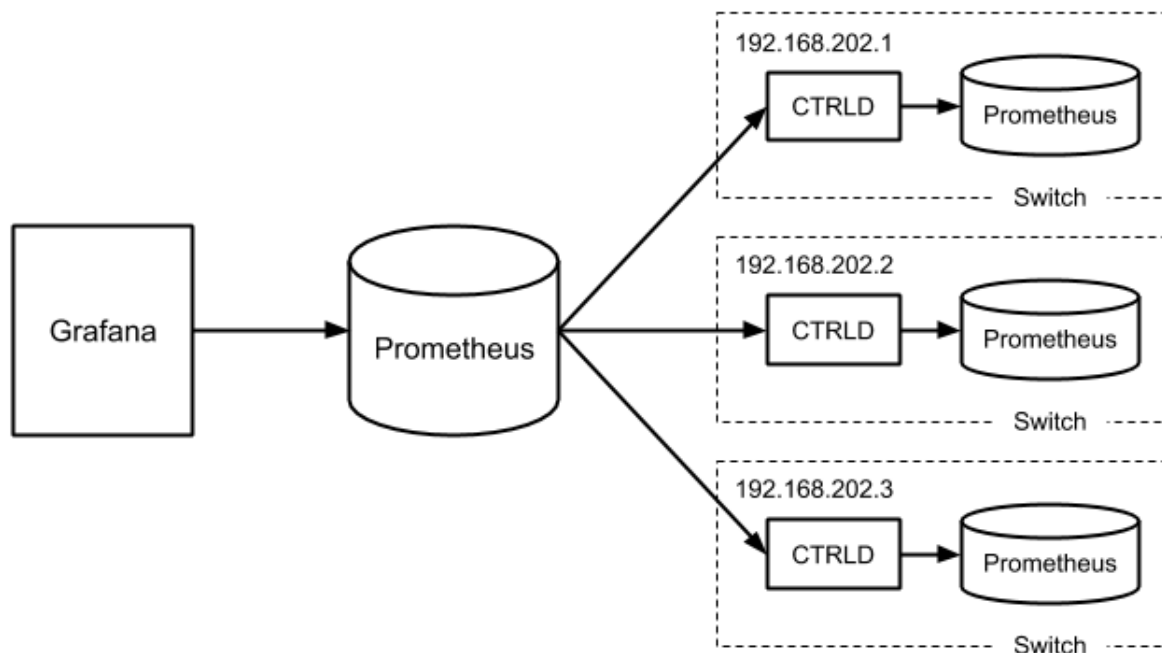 192.168.202.1
CTRLD
Prometheus
Switch
192.168.202.2
Grafana
Prometheus
CTRLD
Prometheus
Switch
192.168.202.3
CTRLD
Prometheus
Switch